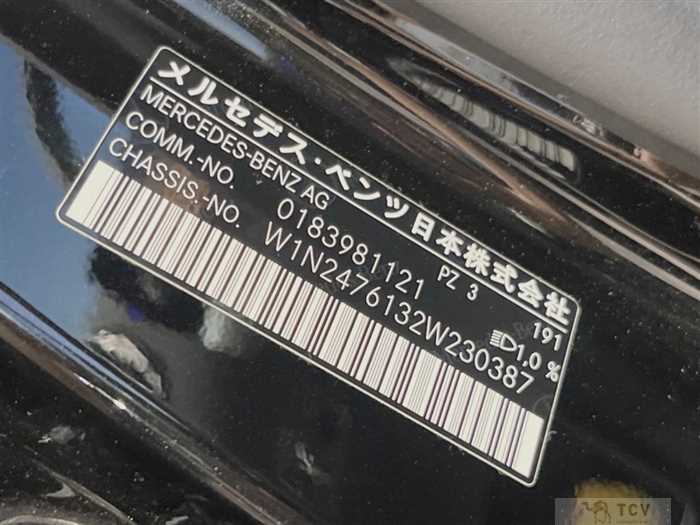 メルセデス・ベンツ日本株式会社
MERCEDES-BENZ AG
COMM.-NO. 0183981121 PZ 3 191
CHASSIS.-NO. W1N2476132W230387 1,0 %
TCV